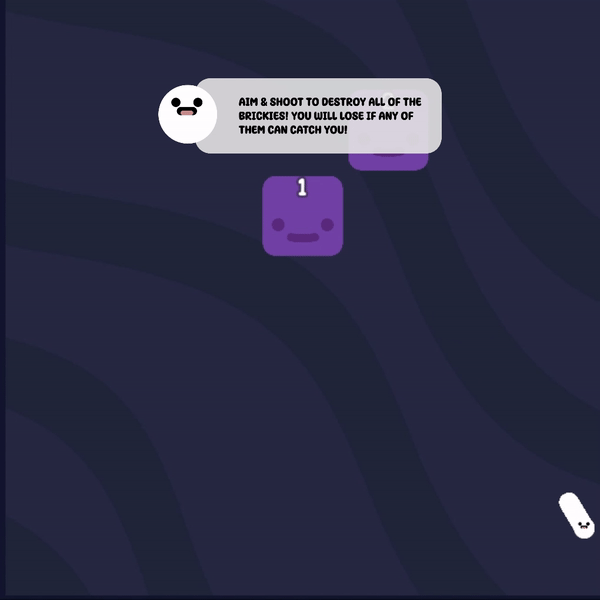 AIM & SHOOT TO DESTROY ALL OF THE
BRICKIES! YOU WILL LOSE IF ANY OF
THEM CAN CATCH YOU!
1